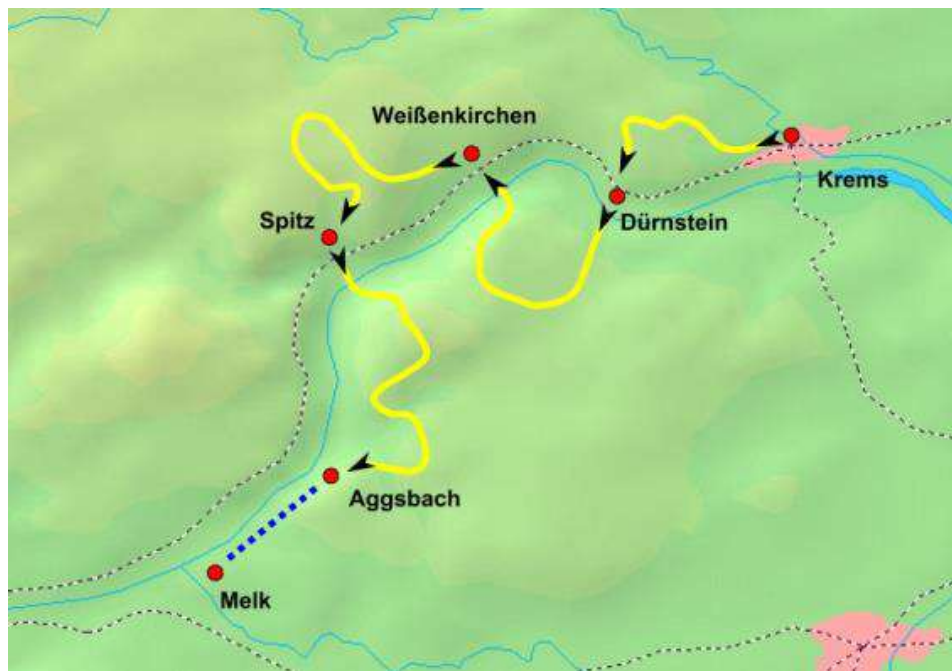 Weißenkirchen
Krems
Spitz
Dürnstein
Aggsbach
Melk